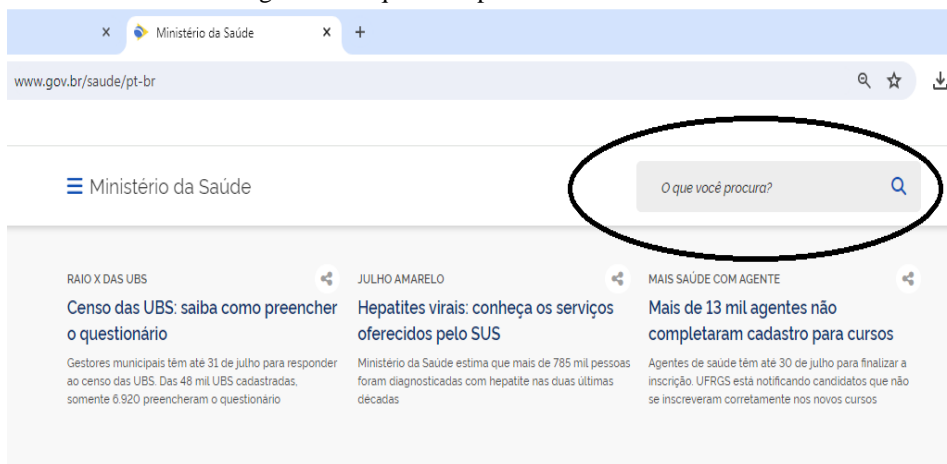 Ministério da Saúde
www.gov.br/saude/pt-br
Ministério da Saúde
O que você procura?
RAIO X DAS UBS
Censo das UBS: saiba como preencher
o questionário
Gestores municipais têm até 31 de julho para responder
ao censo das UBS. Das 48 mil UBS cadastradas,
somente 6.920 preencheram o questionário
JULHO AMARELO
Hepatites virais: conheça os serviços
oferecidos pelo SUS
Ministério da Saúde estima que mais de 785 mil pessoas
foram diagnosticadas com hepatite nas duas últimas
décadas
MAIS SAÚDE COM AGENTE
Mais de 13 mil agentes não
completaram cadastro para cursos
Agentes de saúde têm até 30 de julho para finalizar a
inscrição. UFRGS está notificando candidatos que não
se inscreveram corretamente nos novos cursos